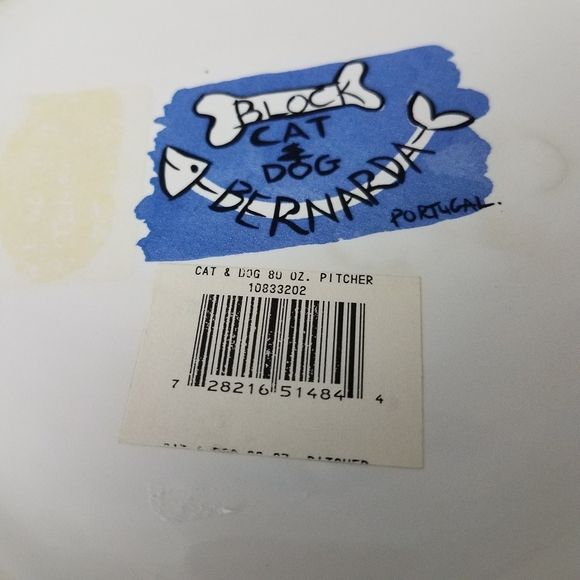 BLOCK
CAT
&
DOG
BERNARDA
PORTUGAL.
CAT & DOG 80 OZ. PITCHER
10833202
7 28216 51484 4